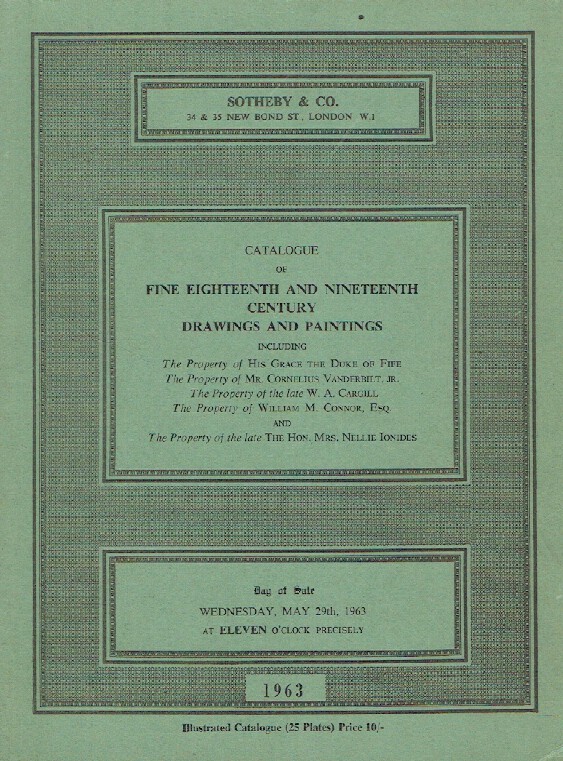 SOTHEBY & CO.
34 & 35 NEW BOND ST., LONDON W.1
CATALOGUE
OF
FINE EIGHTEENTH AND NINETEENTH
CENTURY
DRAWINGS AND PAINTINGS
INCLUDING
The Property of HIS GRACE THE DUKE OF FIFE
The Property of MR. CORNELIUS VANDERBILT, JR.
The Property of the late W. A. CARGILL
The Property of WILLIAM M. CONNOR, ESQ.
AND
The Property of the late THE HON. MRS. NELLIE IONIDES
Day of Sale
WEDNESDAY, MAY 29th, 1963
AT ELEVEN O'CLOCK PRECISELY
1963
Illustrated Catalogue (25 Plates) Price 10/-